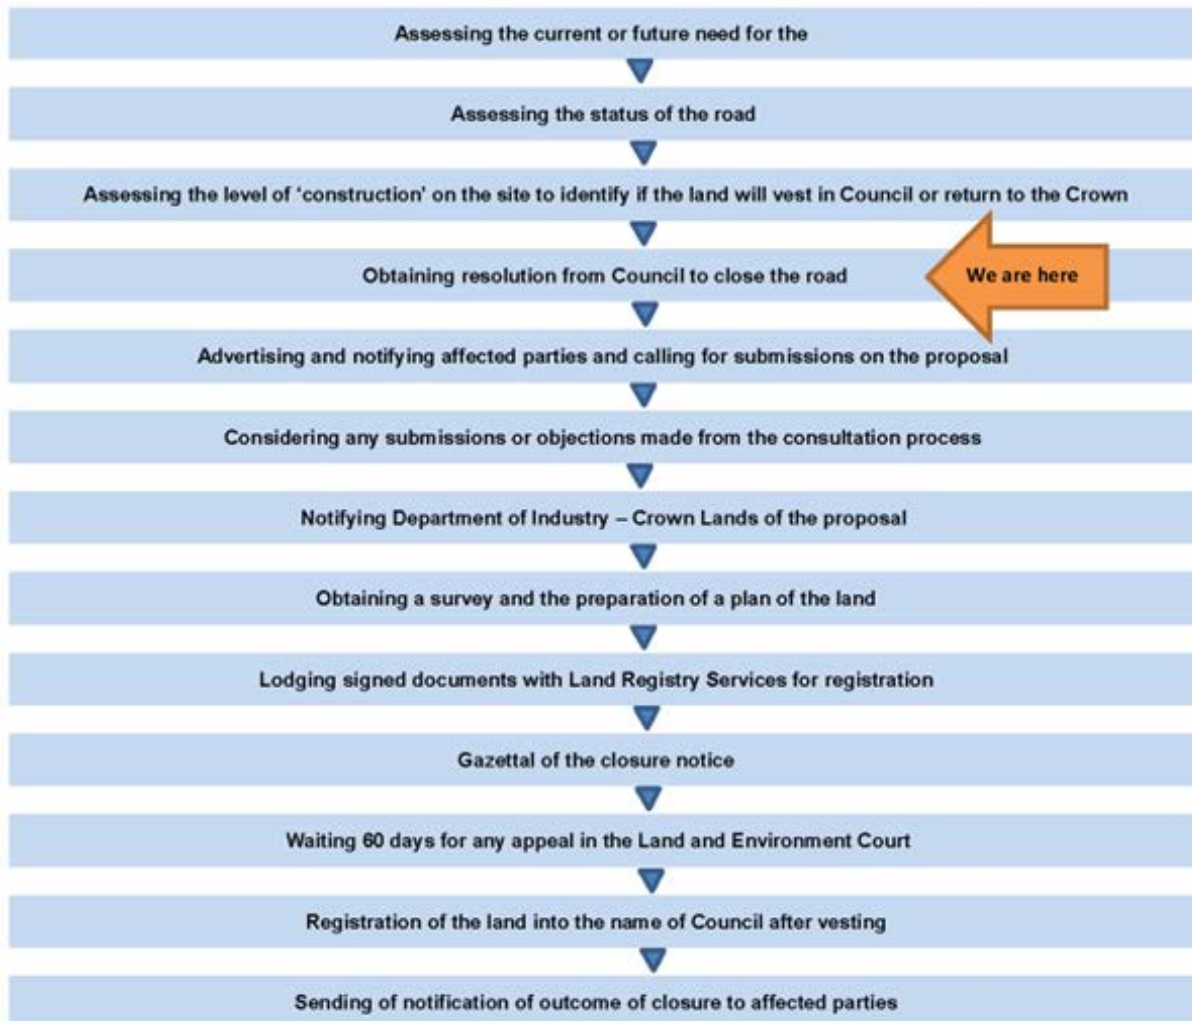 Assessing the current or future need for the
Assessing the status of the road
Assessing the level of ‘construction’ on the site to identify if the land will vest in Council or return to the Crown
Obtaining resolution from Council to close the road
We are here
Advertising and notifying affected parties and calling for submissions on the proposal
Considering any submissions or objections made from the consultation process
Notifying Department of Industry – Crown Lands of the proposal
Obtaining a survey and the preparation of a plan of the land
Lodging signed documents with Land Registry Services for registration
Gazettal of the closure notice
Waiting 60 days for any appeal in the Land and Environment Court
Registration of the land into the name of Council after vesting
Sending of notification of outcome of closure to affected parties